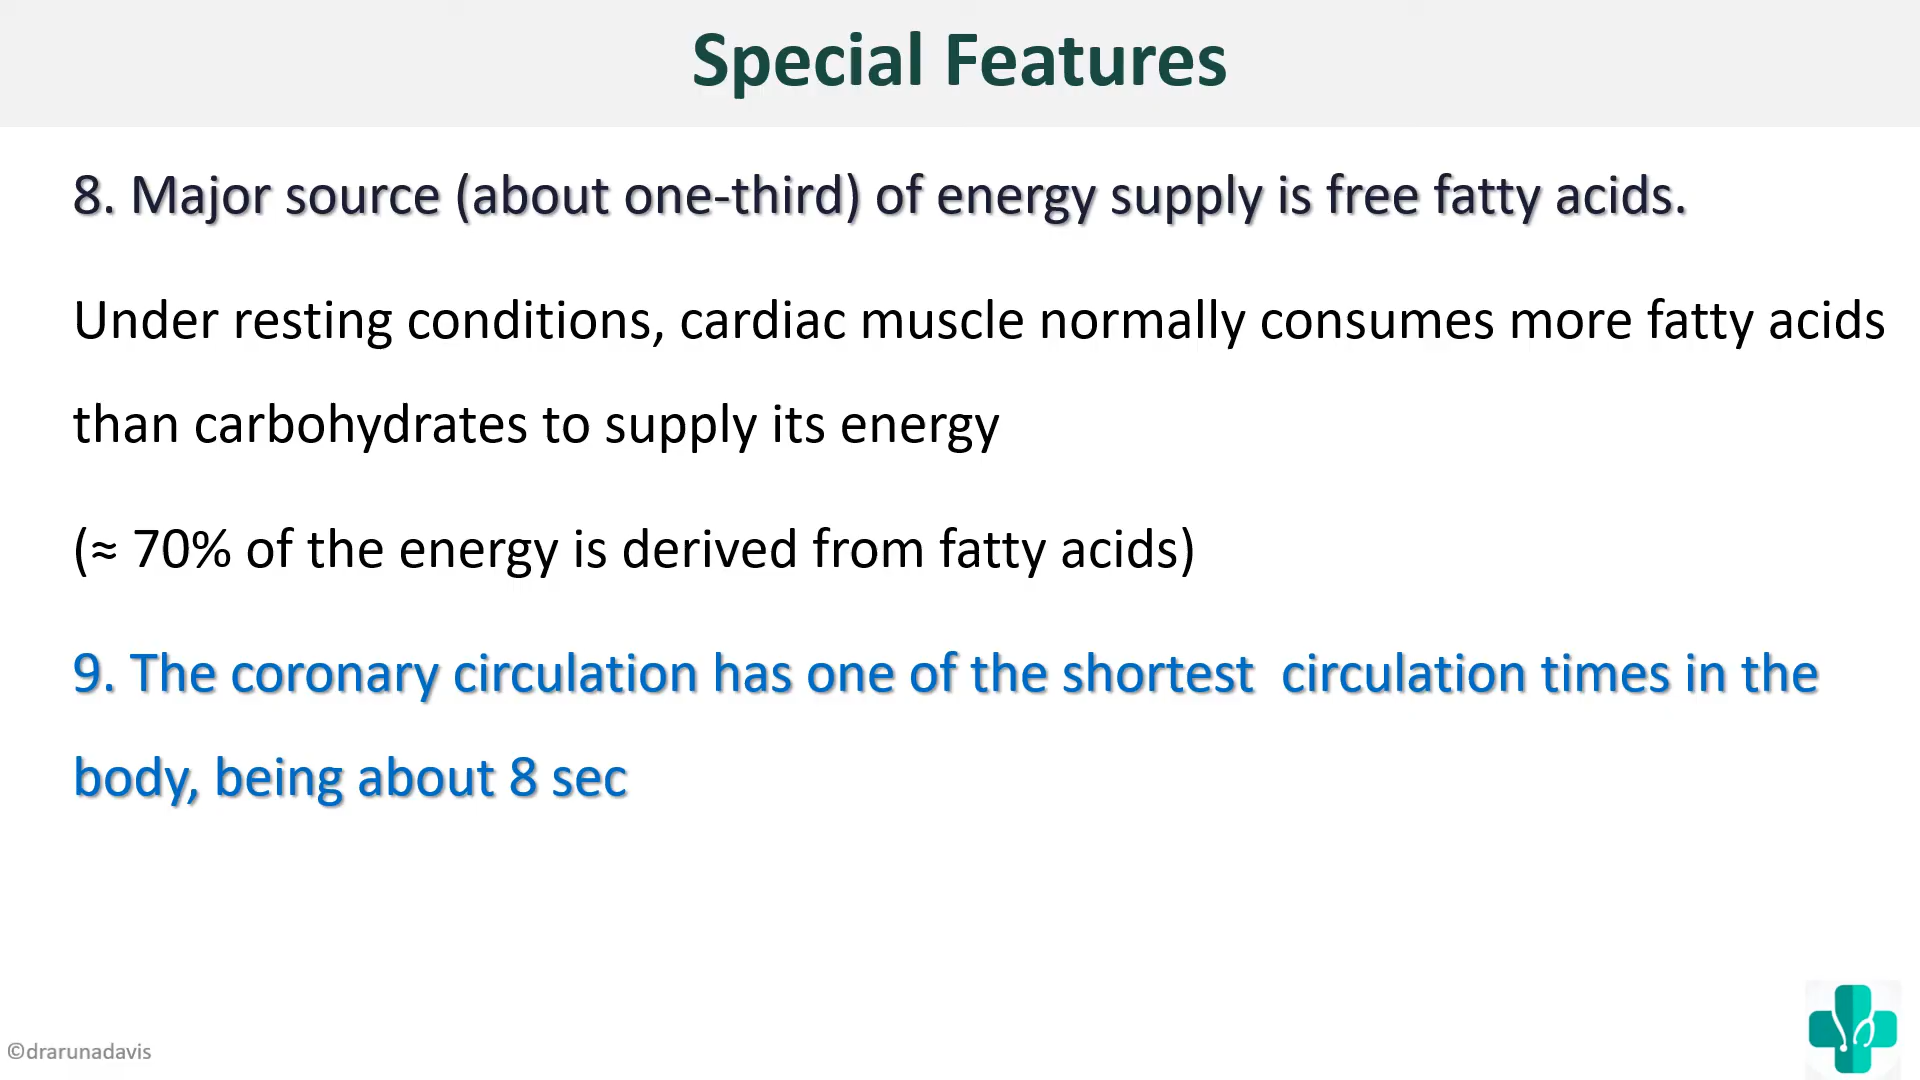 Special Features
8. Major source (about one-third) of energy supply is free fatty acids.
Under resting conditions, cardiac muscle normally consumes more fatty acids
than carbohydrates to supply its energy
(≈ 70% of the energy is derived from fatty acids)
9. The coronary circulation has one of the shortest  circulation times in the
body, being about 8 sec
©drarunadavis